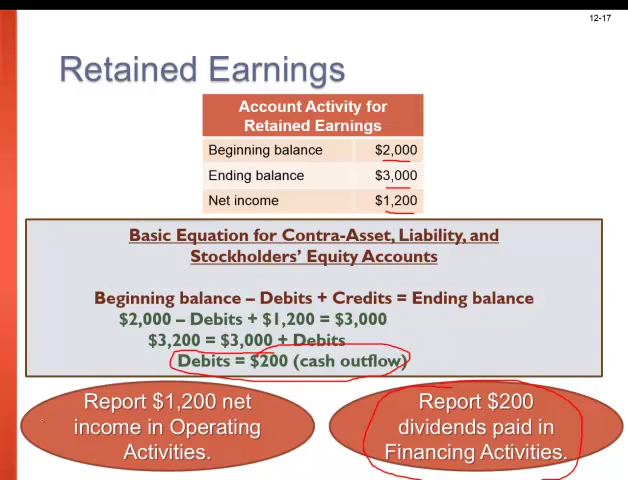 12-17
Retained Earnings
Account Activity for
Retained Earnings
Beginning balance $2,000
Ending balance $3,000
Net income $1,200
Basic Equation for Contra-Asset, Liability, and
Stockholders' Equity Accounts
Beginning balance – Debits + Credits = Ending balance
$2,000 – Debits + $1,200 = $3,000
$3,200 = $3,000 + Debits
Debits = $200 (cash outflow)
Report $1,200 net
income in Operating
Activities.
Report $200
dividends paid in
Financing Activities.